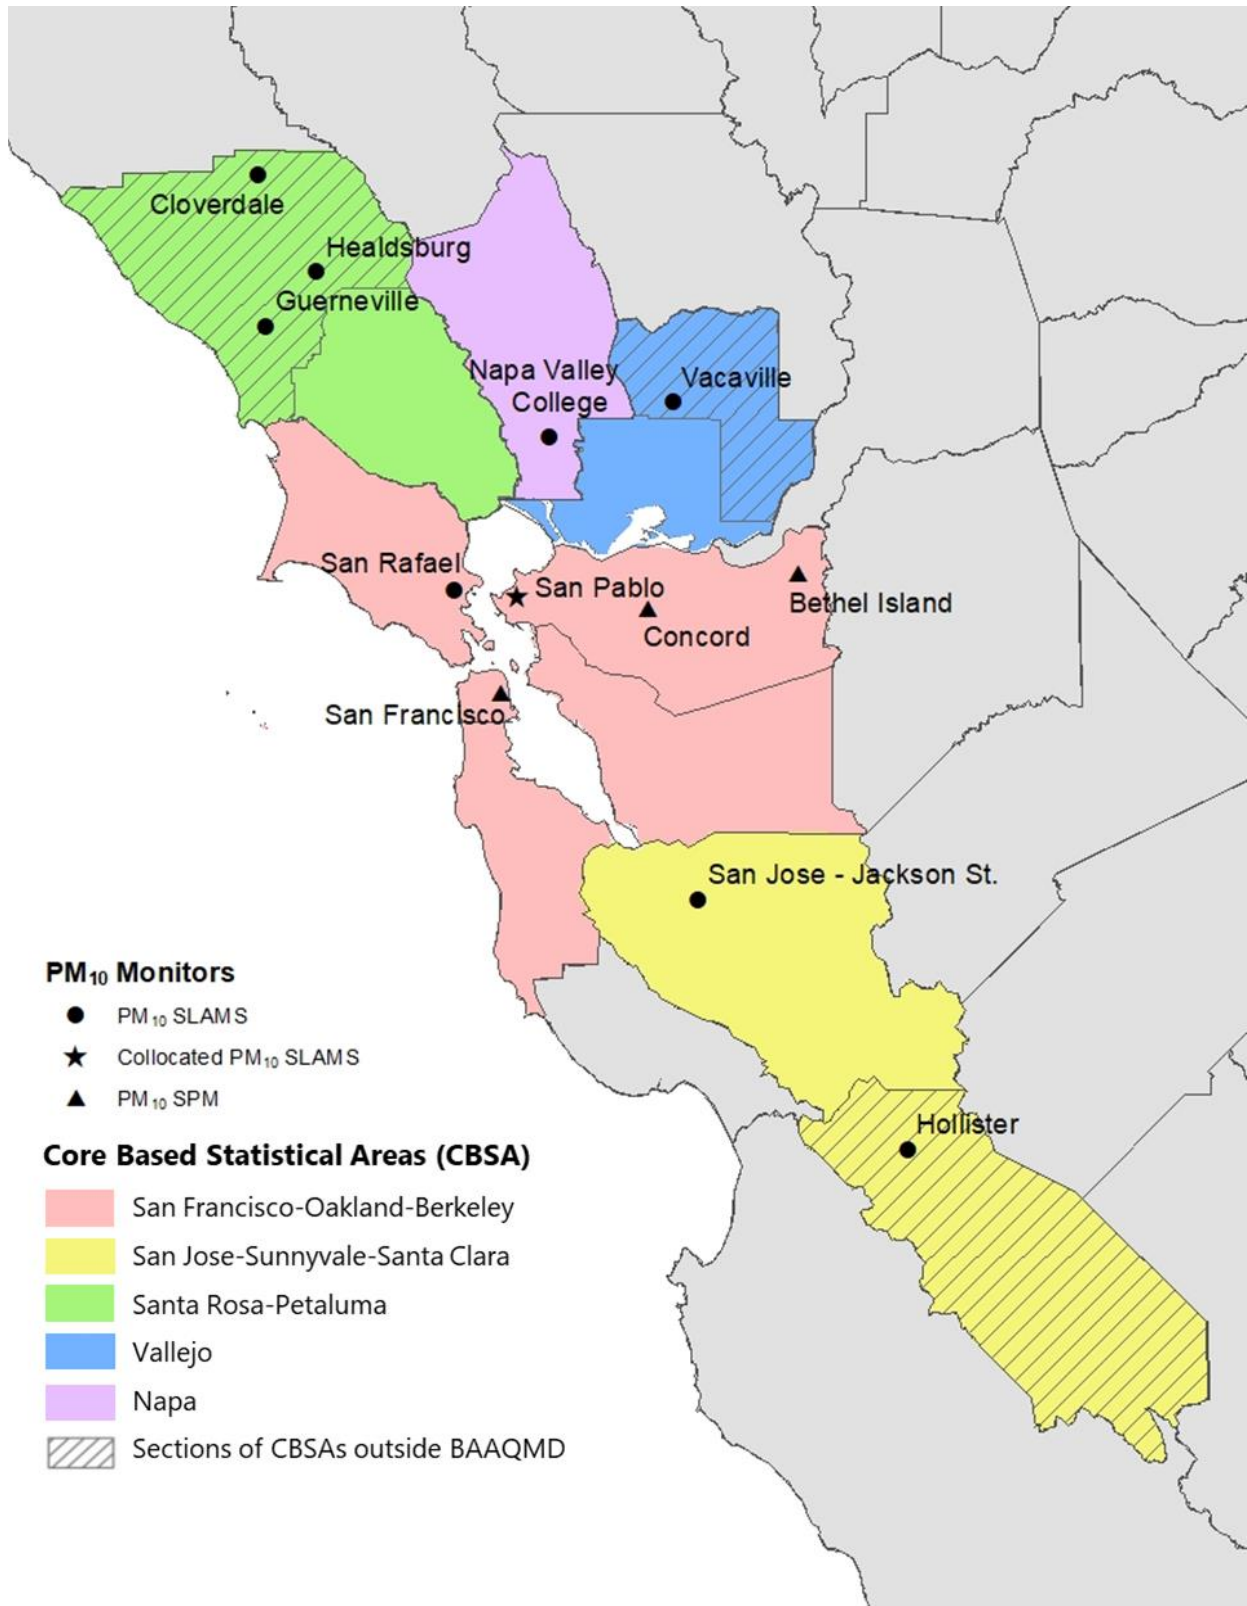 Cloverdale
Healdsburg
Guerneville
Napa Valley
College
Vacaville
San Rafael
San Pablo
Bethel Island
Concord
San Francisco
San Jose - Jackson St.
PM₁₀ Monitors
PM₁₀ SLAMS
Collocated PM₁₀ SLAMS
PM₁₀ SPM
Hollister
Core Based Statistical Areas (CBSA)
San Francisco-Oakland-Berkeley
San Jose-Sunnyvale-Santa Clara
Santa Rosa-Petaluma
Vallejo
Napa
Sections of CBSAs outside BAAQMD